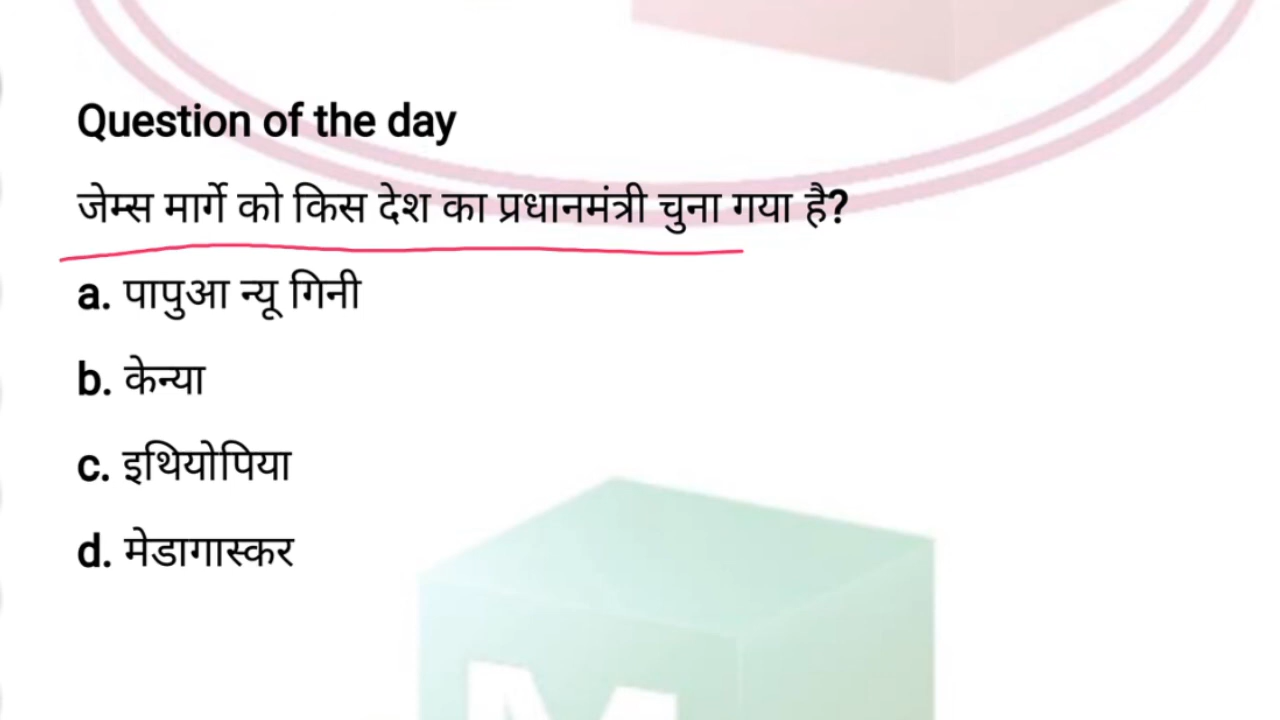 Question of the day
जेम्स मार्गे को किस देश का प्रधानमंत्री चुना गया है?
a. पापुआ न्यू गिनी
b. केन्या
c. इथियोपिया
d. मेडागास्कर
M